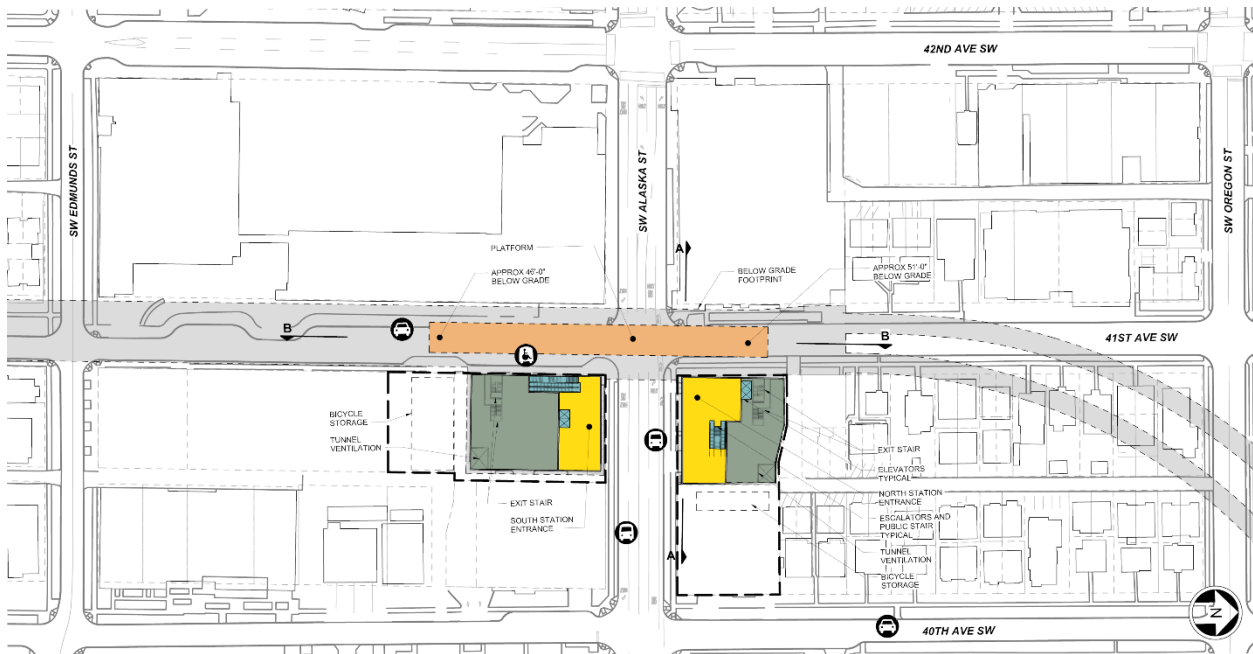 42ND AVE SW
SW EDMUNDS ST
SW ALASKA ST
SW OREGON ST
PLATFORM
APPROX 46'-0"
BELOW GRADE
A
BELOW GRADE
FOOTPRINT
APPROX 51'-0"
BELOW GRADE
B
B
41ST AVE SW
BICYCLE
STORAGE
TUNNEL
VENTILATION
EXIT STAIR
SOUTH STATION
ENTRANCE
EXIT STAIR
ELEVATORS
TYPICAL
NORTH STATION
ENTRANCE
ESCALATORS AND
PUBLIC STAIR
TYPICAL
TUNNEL
VENTILATION
BICYCLE
STORAGE
A
40TH AVE SW
N